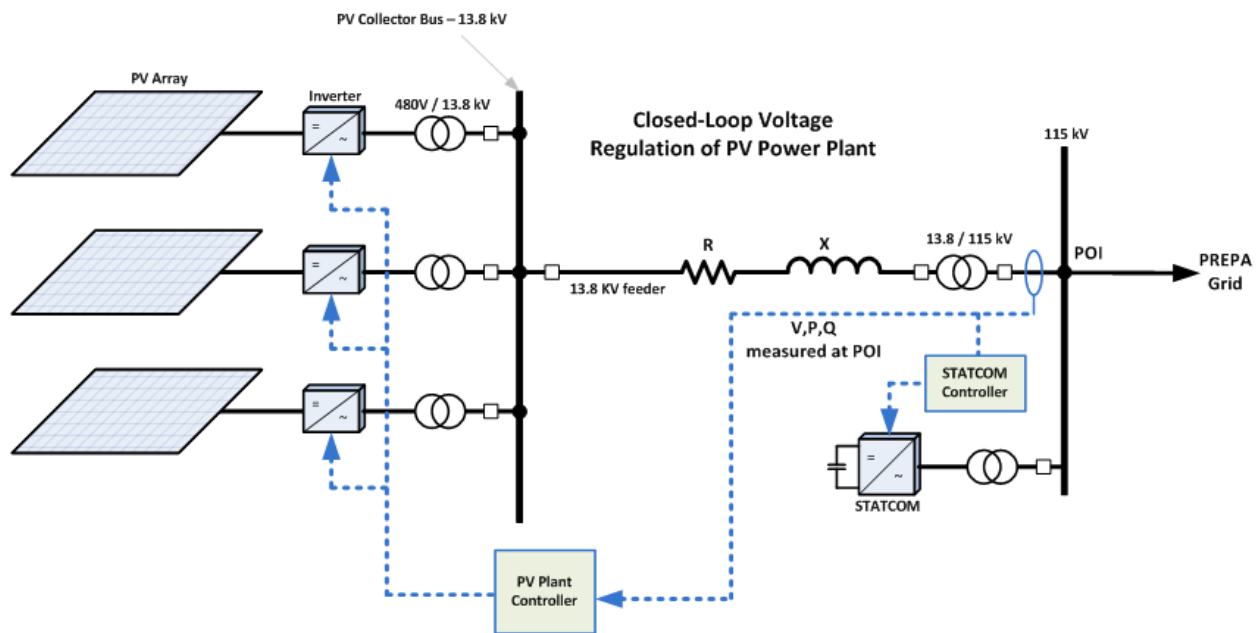 PV Collector Bus – 13.8 kV
PV Array
Inverter
480V / 13.8 kV
Closed-Loop Voltage
Regulation of PV Power Plant
115 kV
=
~
=
~
=
~
R
X
13.8 / 115 kV
POI
PREPA
Grid
13.8 KV feeder
V,P,Q
measured at POI
STATCOM
Controller
=
~
STATCOM
PV Plant
Controller